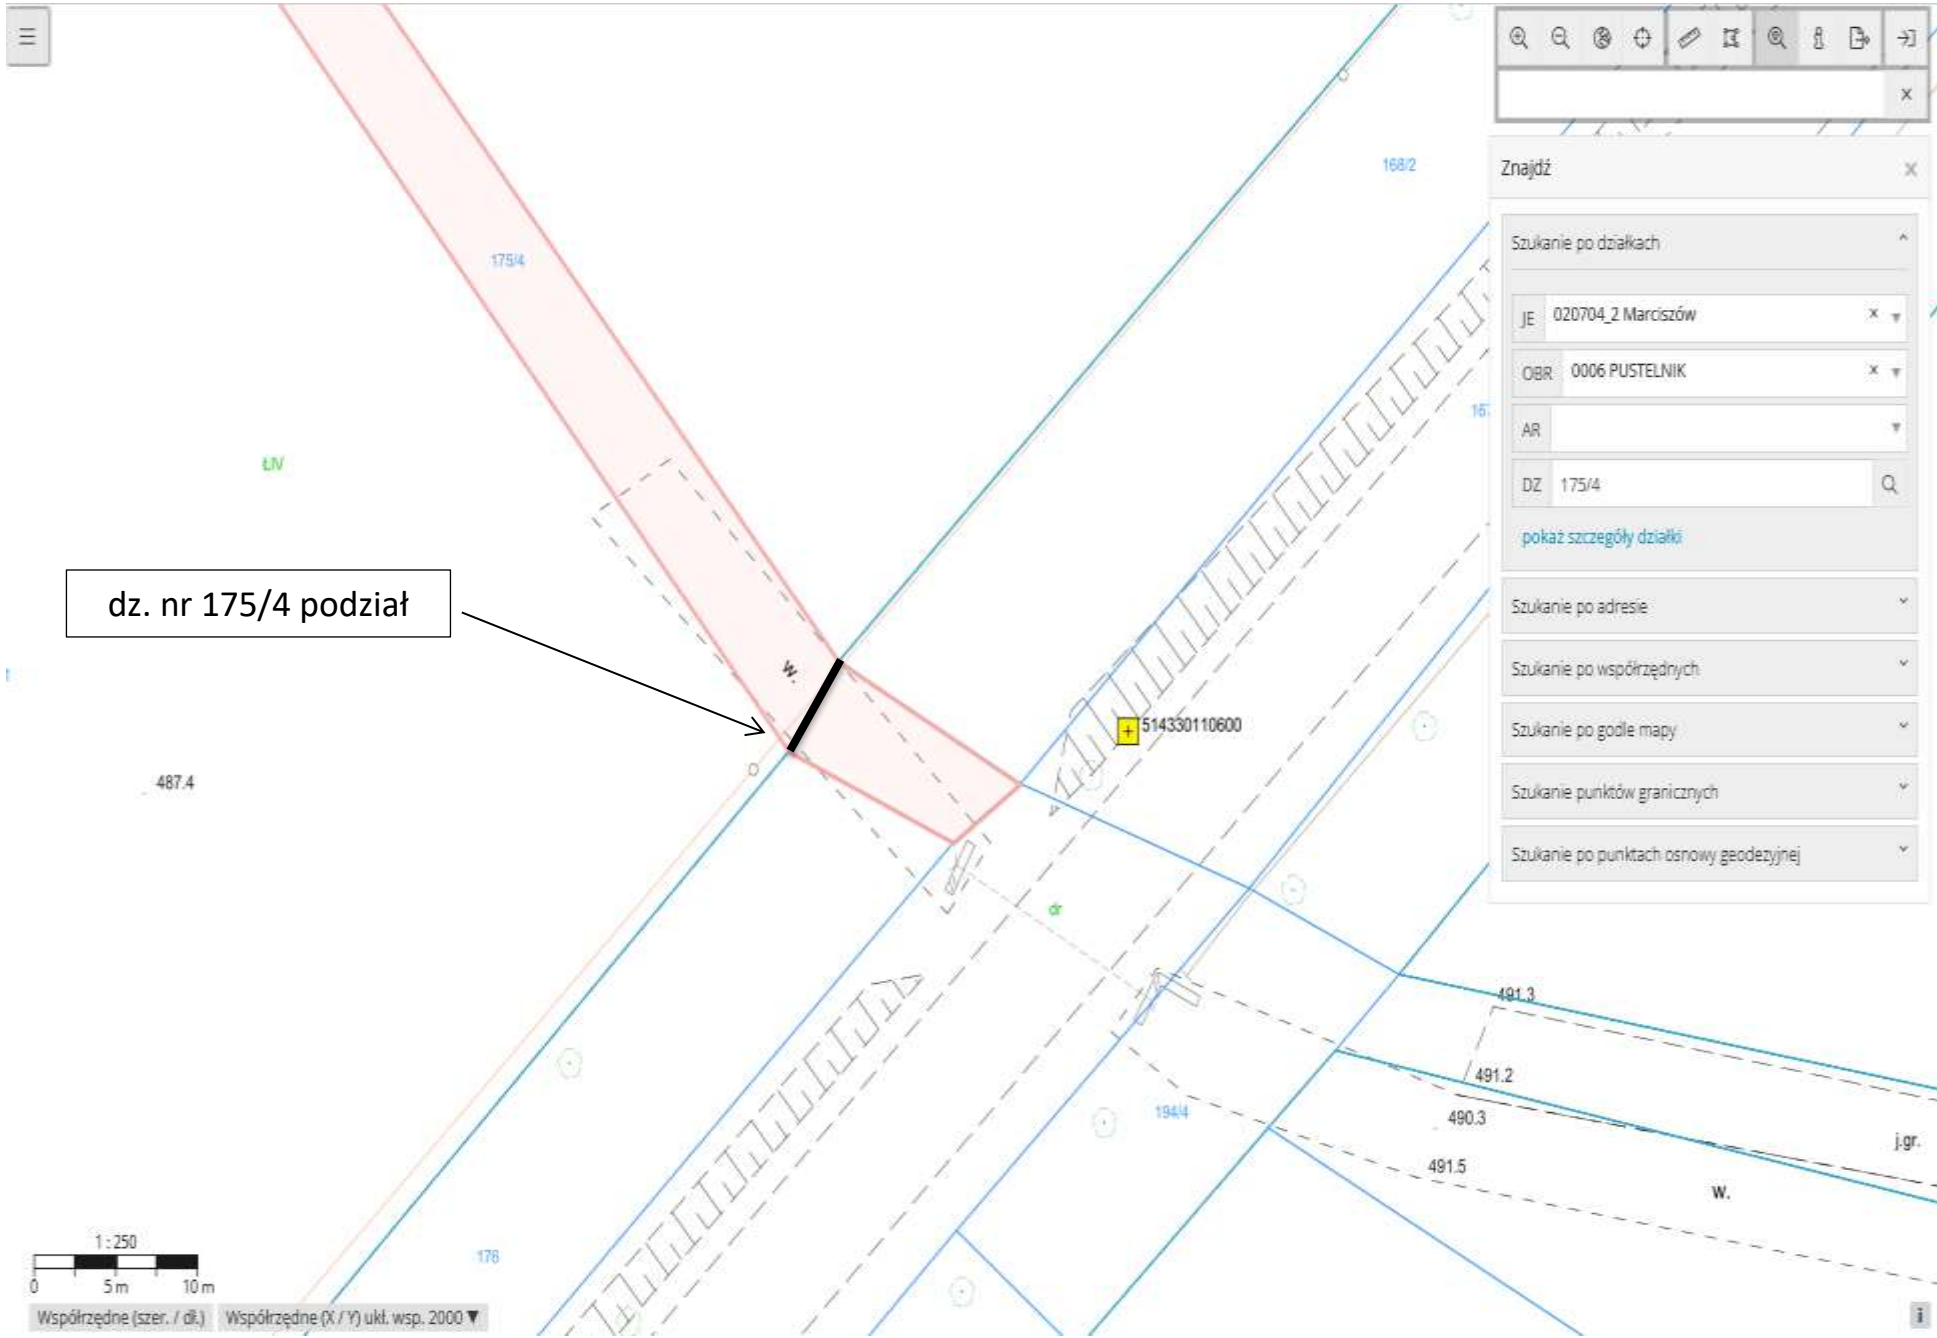 168/2
175/4
Znajdź
Szukanie po działkach
JE 020704_2 Marciszów
OBR 0006 PUSTELNIK
AR
DZ 175/4
pokaż szczegóły działki
Szukanie po adresie
Szukanie po współrzędnych
Szukanie po godle mapy
Szukanie punktów granicznych
Szukanie po punktach osnowy geodezyjnej
ŁIV
dz. nr 175/4 podział
w.
514330110600
487.4
dr
491.3
491.2
490.3
194/4
491.5
j.gr.
w.
176
1 : 250
0 5 m 10 m
Współrzędne (szer. / dł.) Współrzędne (X / Y) ukł. wsp. 2000 ▼